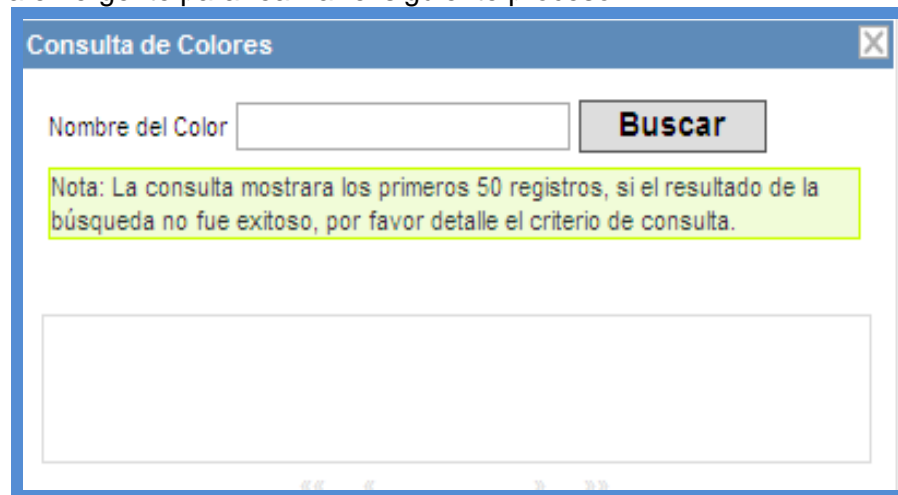 Consulta de Colores
Nombre del Color
Buscar
Nota: La consulta mostrara los primeros 50 registros, si el resultado de la
búsqueda no fue exitoso, por favor detalle el criterio de consulta.
«« « » »»